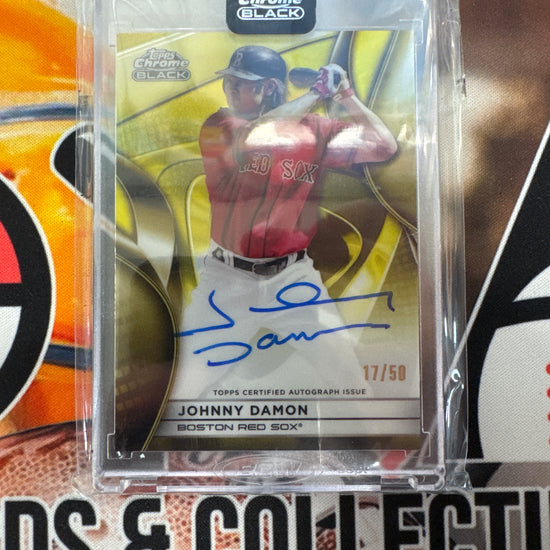 Chrome
BLACK
Topps
Chrome
BLACK
RED SOX
Johnny
Damon
17/50
TOPPS CERTIFIED AUTOGRAPH ISSUE
JOHNNY DAMON
BOSTON RED SOX®
DS & COLLECTI